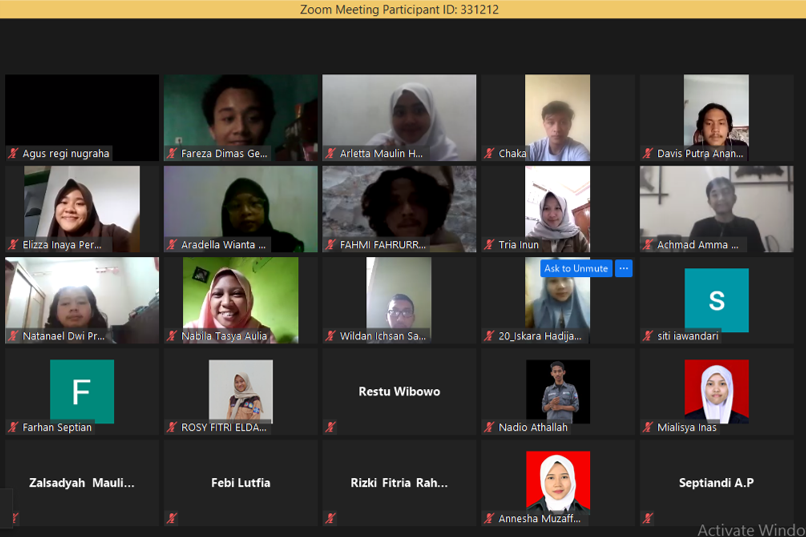 Zoom Meeting Participant ID: 331212
Agus regi nugraha
Fareza Dimas Ge...
Arletta Maulin H...
Chaka
Davis Putra Anan...
Elizza Inaya Per...
Aradella Wianta ...
FAHMI FAHRURR...
Tria Inun
Achmad Amma ...
Natanael Dwi Pr...
Nabila Tasya Aulia
Wildan Ichsan Sa...
Ask to Unmute ...
20_Iskara Hadija...
S
siti iawandari
F
Farhan Septian
ROSY FITRI ELDA...
Restu Wibowo
Nadio Athallah
Mialisya Inas
Zalsadyah Mauli...
Febi Lutfia
Rizki Fitria Rah...
Annesha Muzaff...
Septiandi A.P
Activate Windo